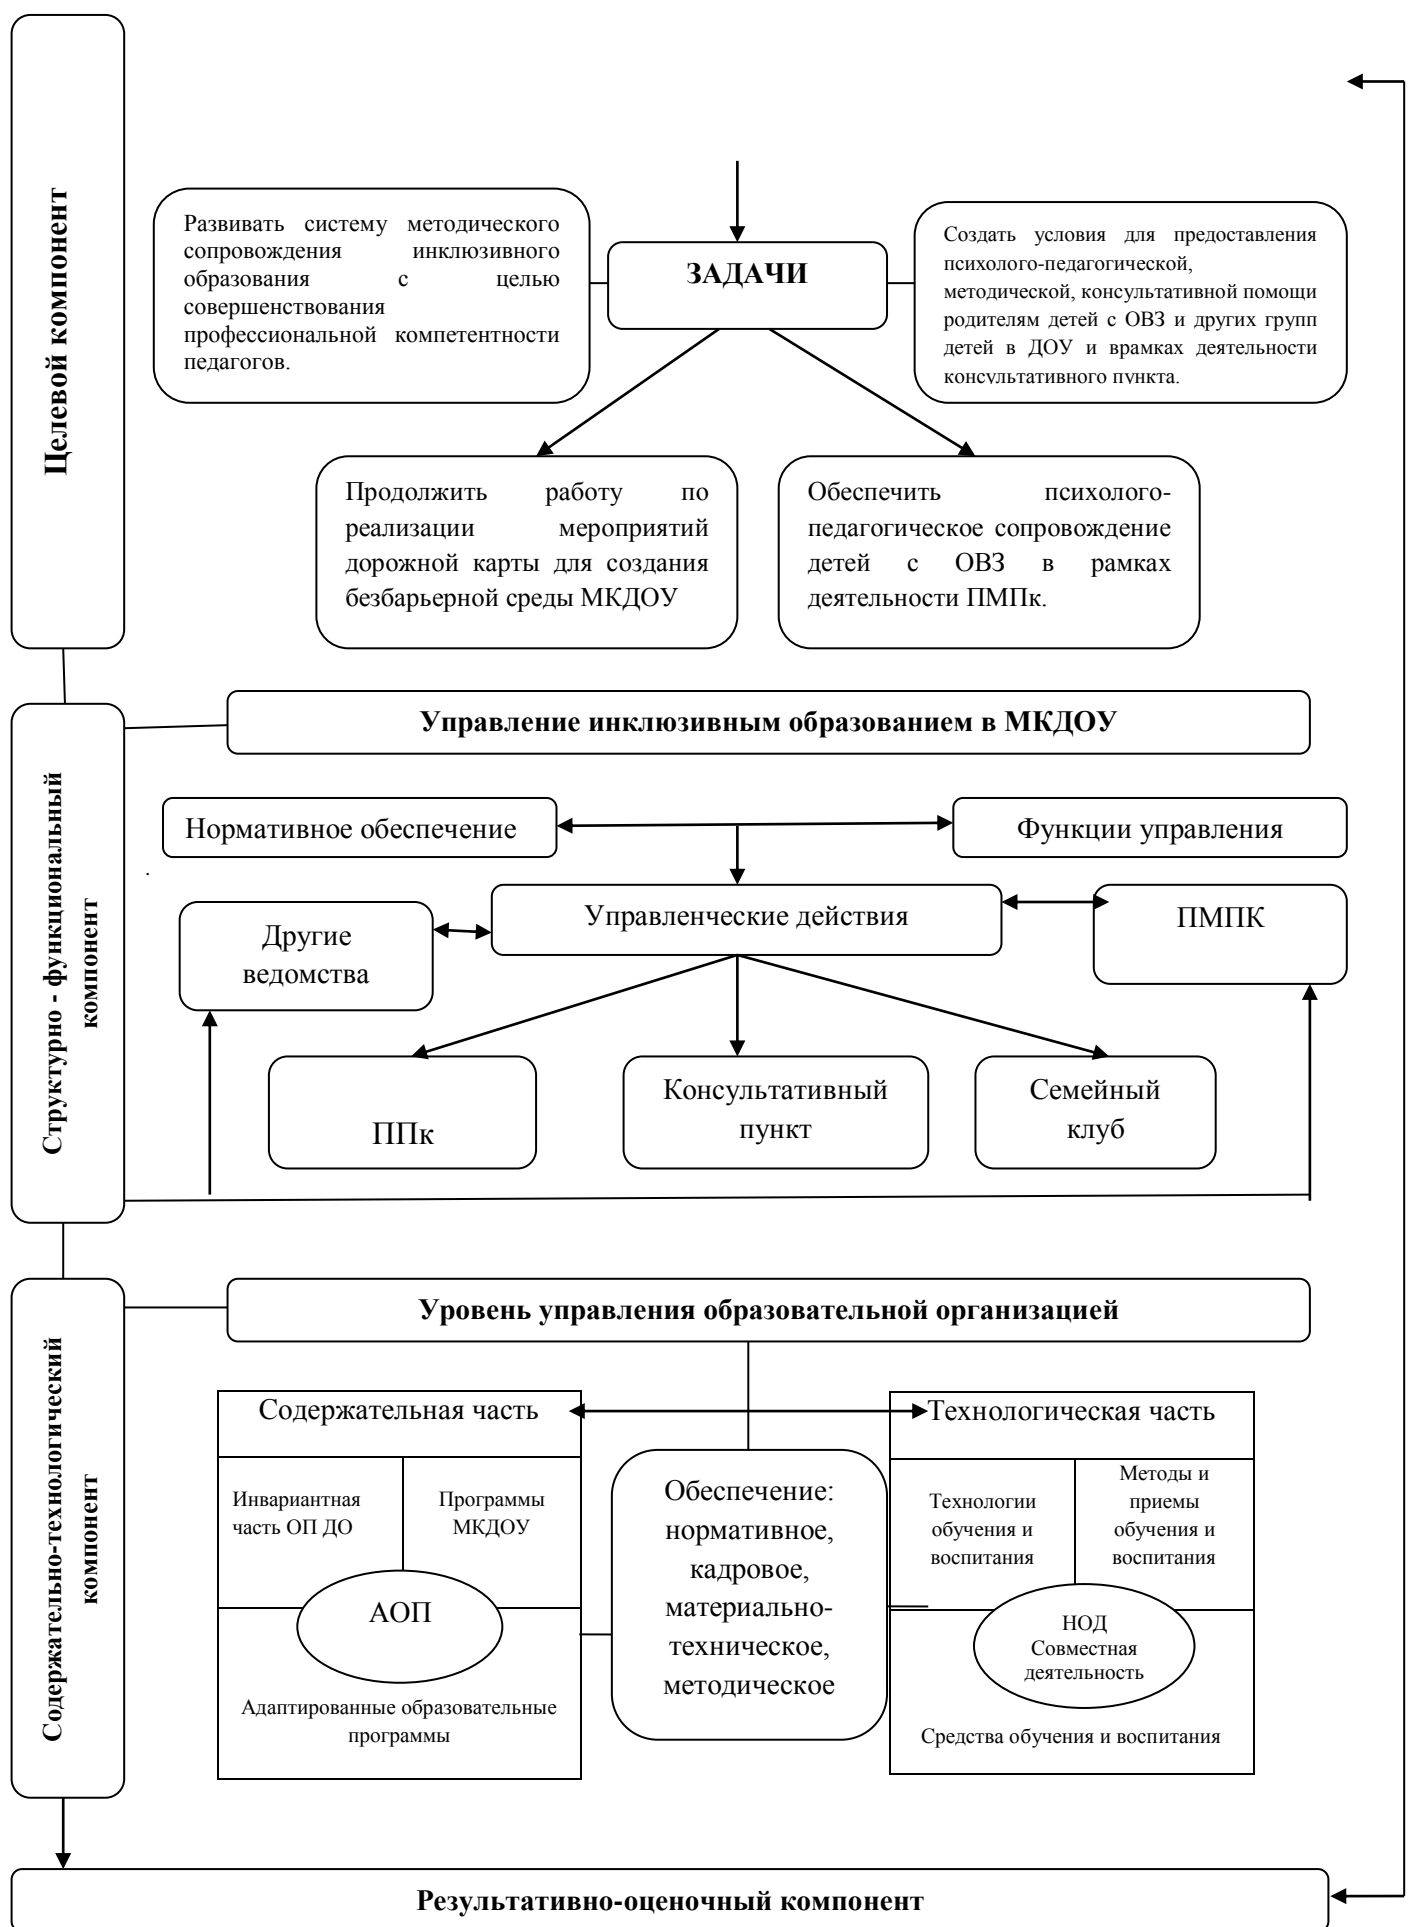 Целевой компонент
Развивать систему методического
сопровождения инклюзивного
образования с целью
совершенствования
профессиональной компетентности
педагогов.
ЗАДАЧИ
Создать условия для предоставления
психолого-педагогической,
методической, консультативной помощи
родителям детей с ОВЗ и других групп
детей в ДОУ и врамках деятельности
консультативного пункта.
Продолжить работу по
реализации мероприятий
дорожной карты для создания
безбарьерной среды МКДОУ
Обеспечить психолого-
педагогическое сопровождение
детей с ОВЗ в рамках
деятельности ПМПк.
Структурно - функциональный
компонент
Управление инклюзивным образованием в МКДОУ
Нормативное обеспечение
Функции управления
.
Другие
ведомства
Управленческие действия
ПМПК
ППк
Консультативный
пункт
Семейный
клуб
Содержательно-технологический
компонент
Уровень управления образовательной организацией
Содержательная часть
Инвариантная
часть ОП ДО
Программы
МКДОУ
АОП
Адаптированные образовательные
программы
Обеспечение:
нормативное,
кадровое,
материально-
техническое,
методическое
Технологическая часть
Технологии
обучения и
воспитания
Методы и
приемы
обучения и
воспитания
НОД
Совместная
деятельность
Средства обучения и воспитания
Результативно-оценочный компонент